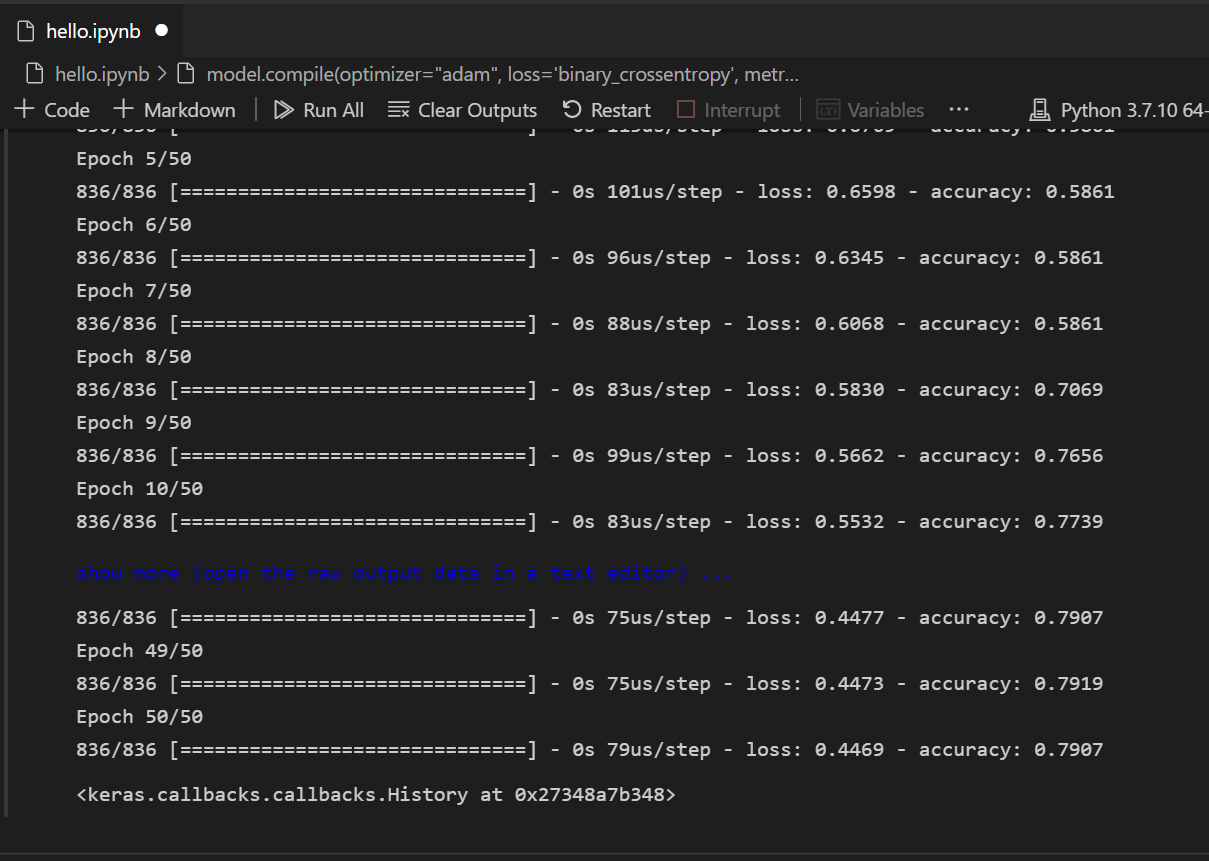 hello.ipynb
hello.ipynb > model.compile(optimizer="adam", loss='binary_crossentropy', metr...
+ Code + Markdown Run All Clear Outputs Restart Interrupt Variables ... Python 3.7.10 64-
Epoch 5/50
836/836 [==============================] - 0s 101us/step - loss: 0.6598 - accuracy: 0.5861
Epoch 6/50
836/836 [==============================] - 0s 96us/step - loss: 0.6345 - accuracy: 0.5861
Epoch 7/50
836/836 [==============================] - 0s 88us/step - loss: 0.6068 - accuracy: 0.5861
Epoch 8/50
836/836 [==============================] - 0s 83us/step - loss: 0.5830 - accuracy: 0.7069
Epoch 9/50
836/836 [==============================] - 0s 99us/step - loss: 0.5662 - accuracy: 0.7656
Epoch 10/50
836/836 [==============================] - 0s 83us/step - loss: 0.5532 - accuracy: 0.7739
show more (open the raw output data in a text editor) ...
836/836 [==============================] - 0s 75us/step - loss: 0.4477 - accuracy: 0.7907
Epoch 49/50
836/836 [==============================] - 0s 75us/step - loss: 0.4473 - accuracy: 0.7919
Epoch 50/50
836/836 [==============================] - 0s 79us/step - loss: 0.4469 - accuracy: 0.7907
<keras.callbacks.callbacks.History at 0x27348a7b348>